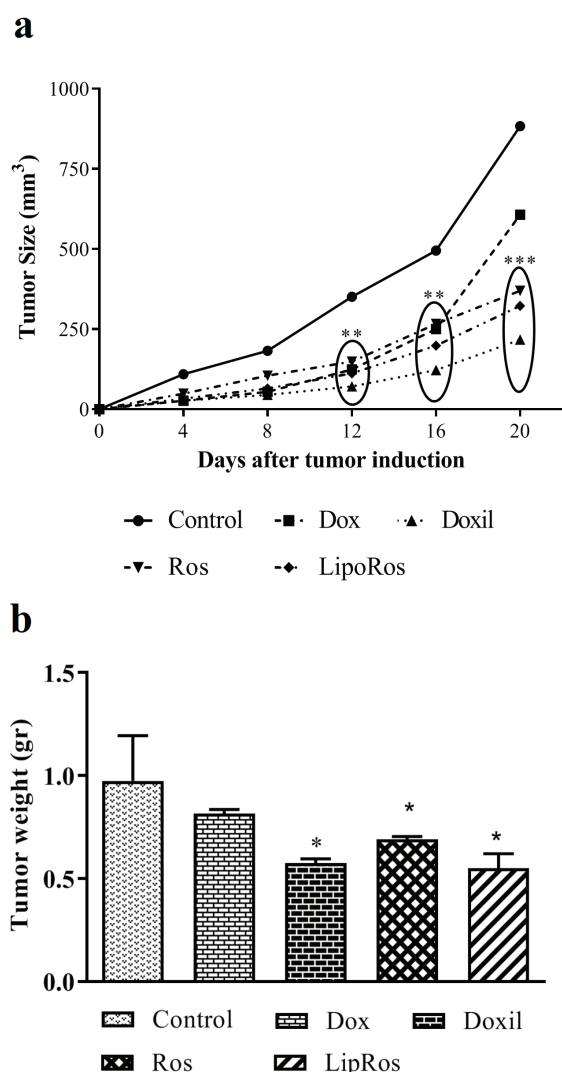 a
Tumor Size (mm3)
1000
750
500
250
0
**
**
***
0 4 8 12 16 20
Days after tumor induction
Control Dox Doxil
Ros LipoRos
b
Tumor weight (gr)
1.5
1.0
0.5
0.0
* * *
Control Dox Doxil
Ros LipRos